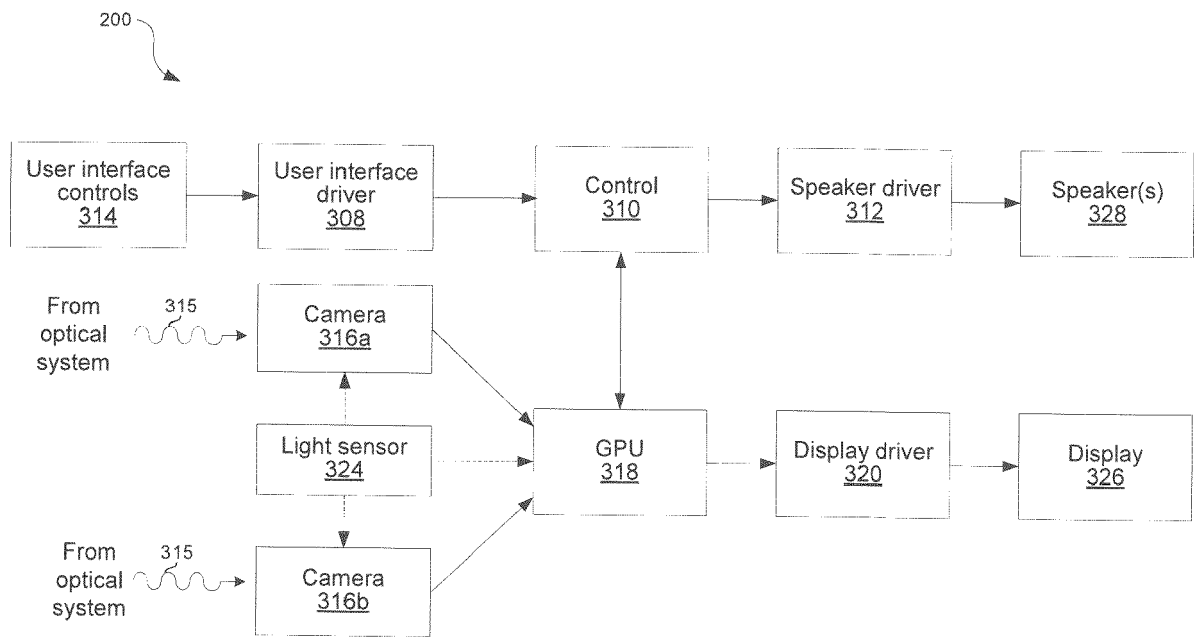 200
User interface
controls
314
User interface
driver
308
Control
310
Speaker driver
312
Speaker(s)
328
From
optical
system
315
Camera
316a
Light sensor
324
GPU
318
Display driver
320
Display
326
From
optical
system
315
Camera
316b